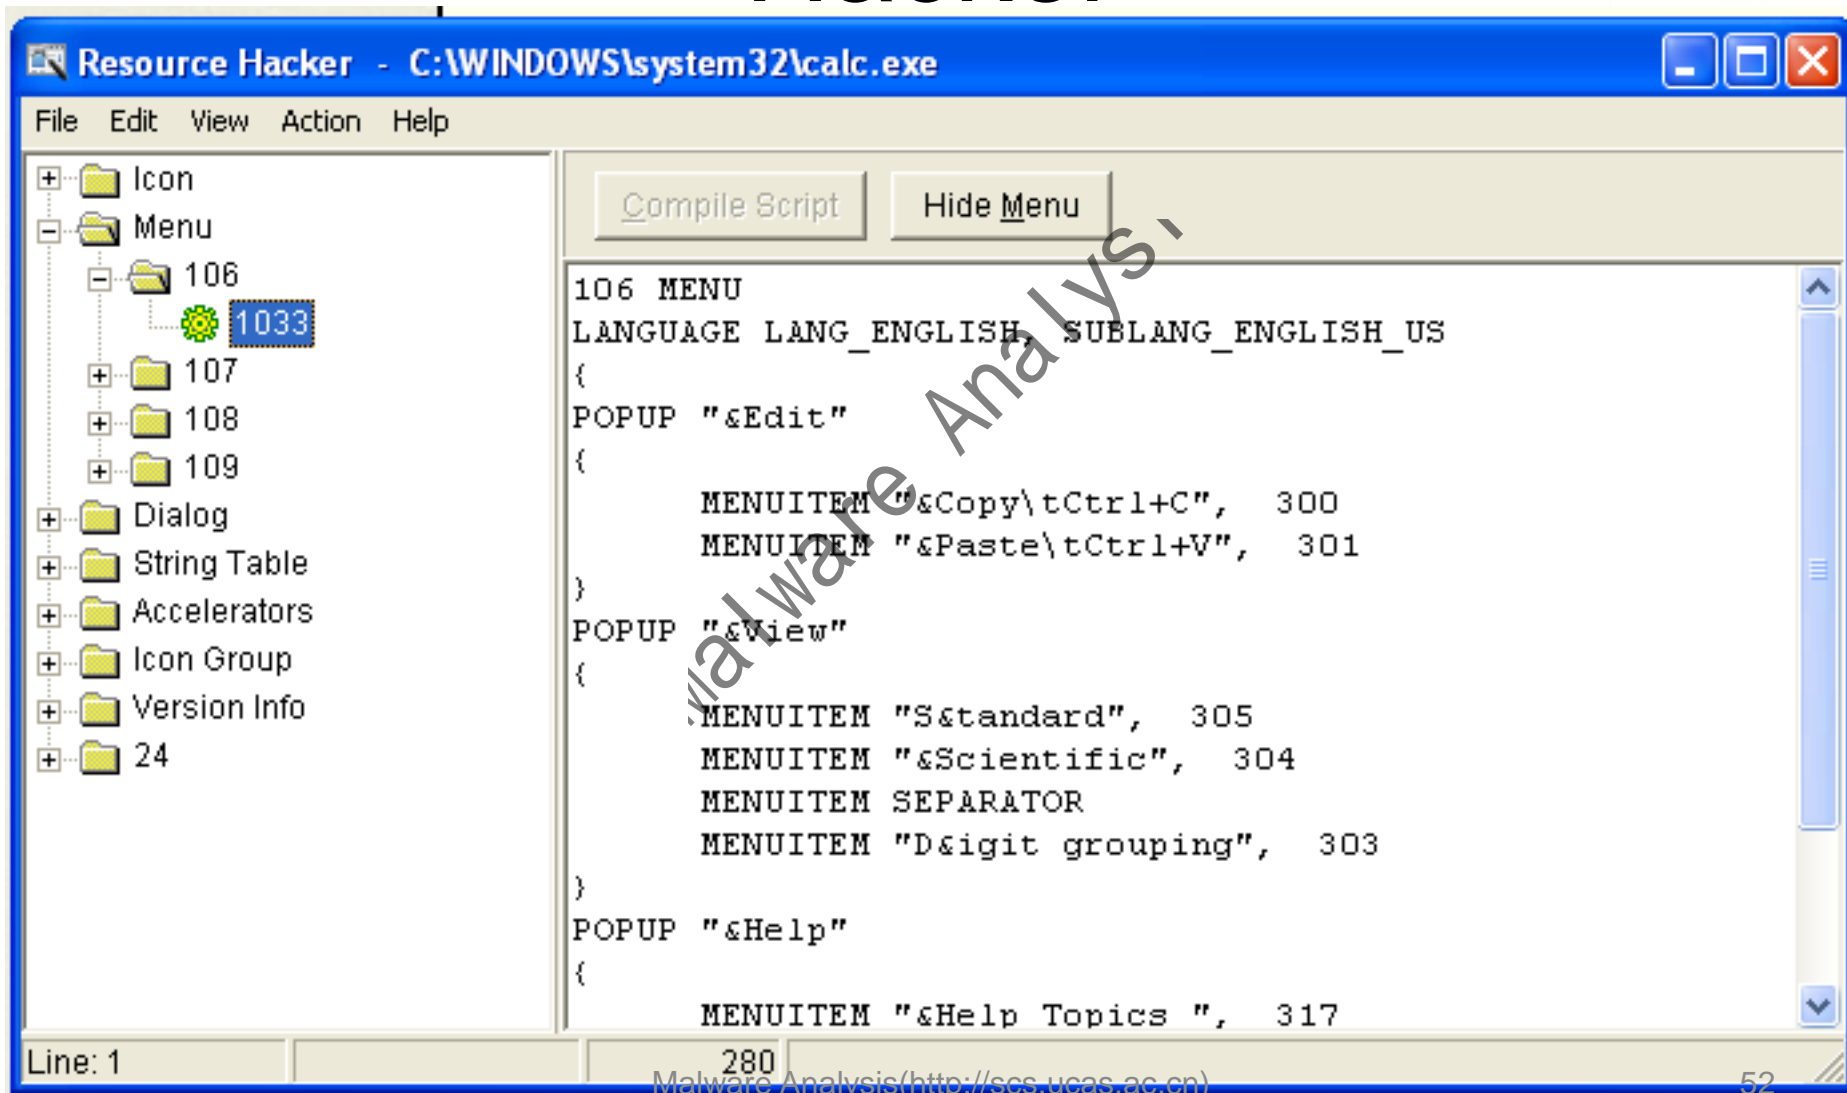 Resource Hacker - C:\WINDOWS\system32\calc.exe
File Edit View Action Help
Icon
Menu
106
1033
107
108
109
Dialog
String Table
Accelerators
Icon Group
Version Info
24
Compile Script Hide Menu
106 MENU
LANGUAGE LANG_ENGLISH, SUBLANG_ENGLISH_US
{
POPUP "&Edit"
{
MENUITEM "&Copy\tCtrl+C", 300
MENUITEM "&Paste\tCtrl+V", 301
}
POPUP "&View"
{
MENUITEM "S&tandard", 305
MENUITEM "&Scientific", 304
MENUITEM SEPARATOR
MENUITEM "D&igit grouping", 303
}
POPUP "&Help"
{
MENUITEM "&Help Topics ", 317
Line: 1 280
Malware Analysis(http://scs.ucas.ac.cn) 52
Malware